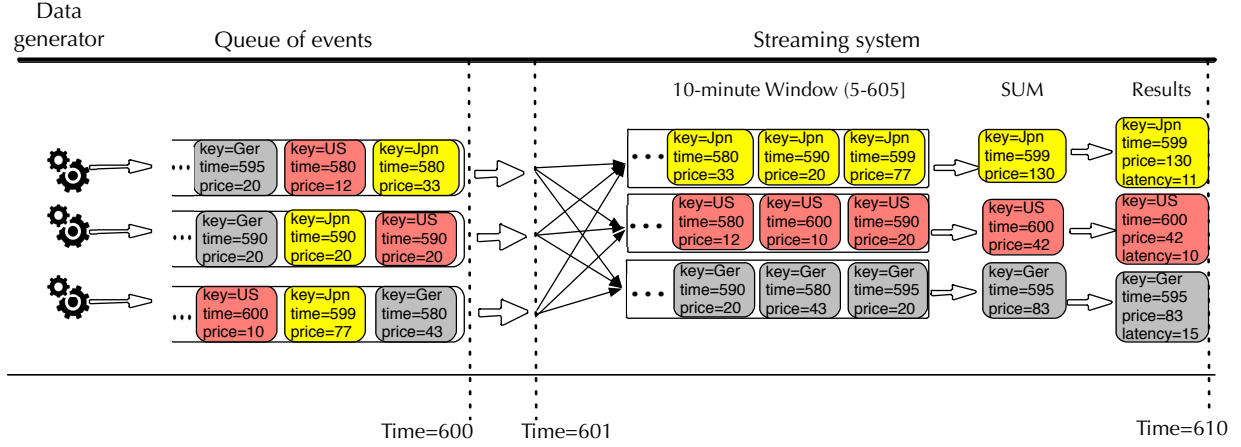 Data
generator
Queue of events
Streaming system
10-minute Window (5-605]
SUM
Results
key=Ger
time=595
price=20
key=US
time=580
price=12
key=Jpn
time=580
price=33
key=Ger
time=590
price=20
key=Jpn
time=590
price=20
key=US
time=590
price=20
key=US
time=600
price=10
key=Jpn
time=599
price=77
key=Ger
time=580
price=43
key=Jpn
time=580
price=33
key=Jpn
time=590
price=20
key=Jpn
time=599
price=77
key=US
time=580
price=12
key=US
time=600
price=10
key=US
time=590
price=20
key=Ger
time=590
price=20
key=Ger
time=580
price=43
key=Ger
time=595
price=20
key=Jpn
time=599
price=130
key=US
time=600
price=42
key=Ger
time=595
price=83
key=Jpn
time=599
price=130
latency=11
key=US
time=600
price=42
latency=10
key=Ger
time=595
price=83
latency=15
Time=600
Time=601
Time=610